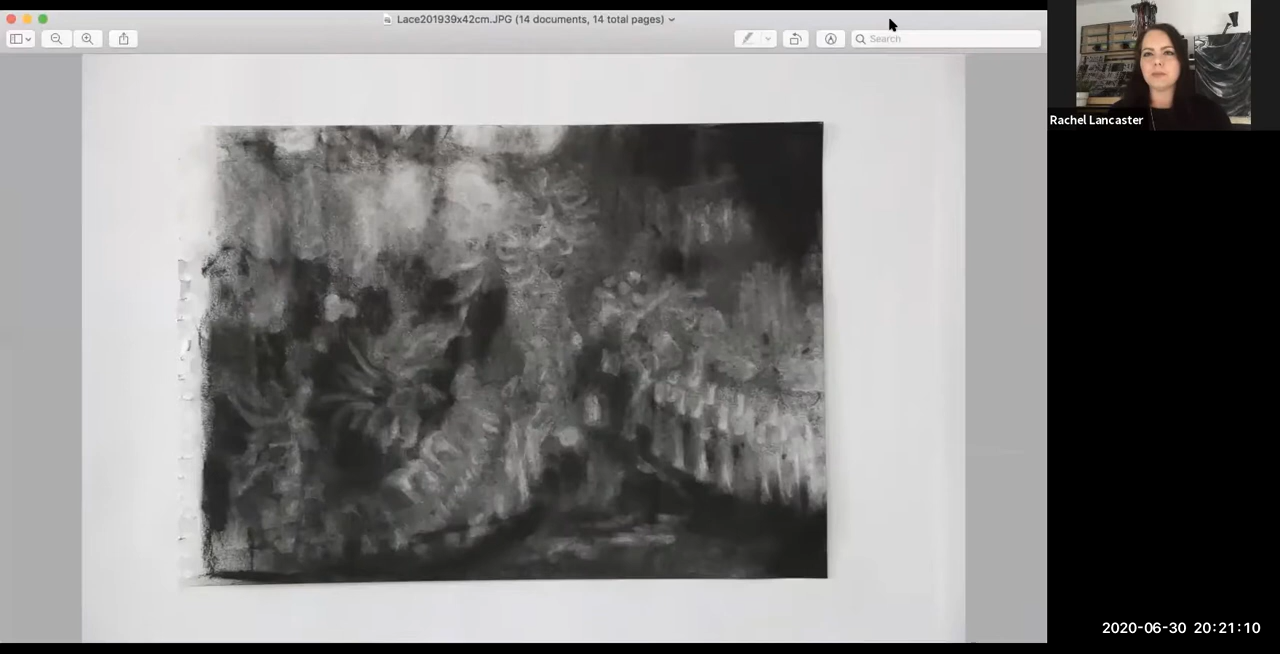 Lace201939x42cm.JPG (14 documents, 14 total pages)
Search
Rachel Lancaster
2020-06-30 20:21:10